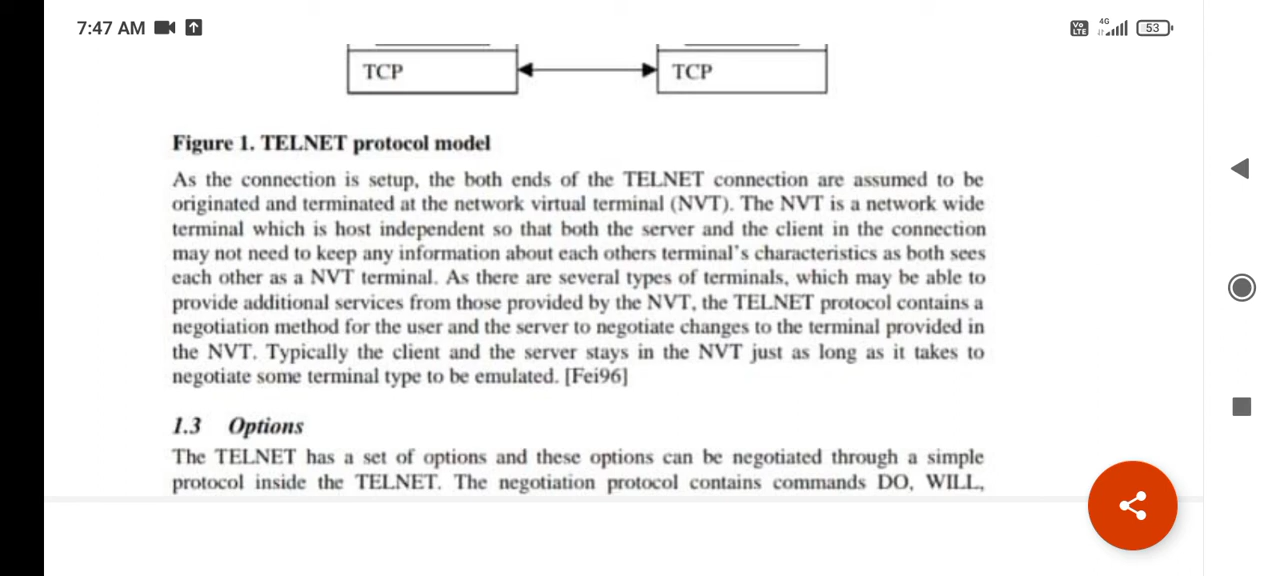 7:47 AM
Vo LTE 4G 53
TCP TCP
Figure 1. TELNET protocol model
As the connection is setup, the both ends of the TELNET connection are assumed to be
originated and terminated at the network virtual terminal (NVT). The NVT is a network wide
terminal which is host independent so that both the server and the client in the connection
may not need to keep any information about each others terminal's characteristics as both sees
each other as a NVT terminal. As there are several types of terminals, which may be able to
provide additional services from those provided by the NVT, the TELNET protocol contains a
negotiation method for the user and the server to negotiate changes to the terminal provided in
the NVT. Typically the client and the server stays in the NVT just as long as it takes to
negotiate some terminal type to be emulated. [Fei96]
1.3 Options
The TELNET has a set of options and these options can be negotiated through a simple
protocol inside the TELNET. The negotiation protocol contains commands DO, WILL,